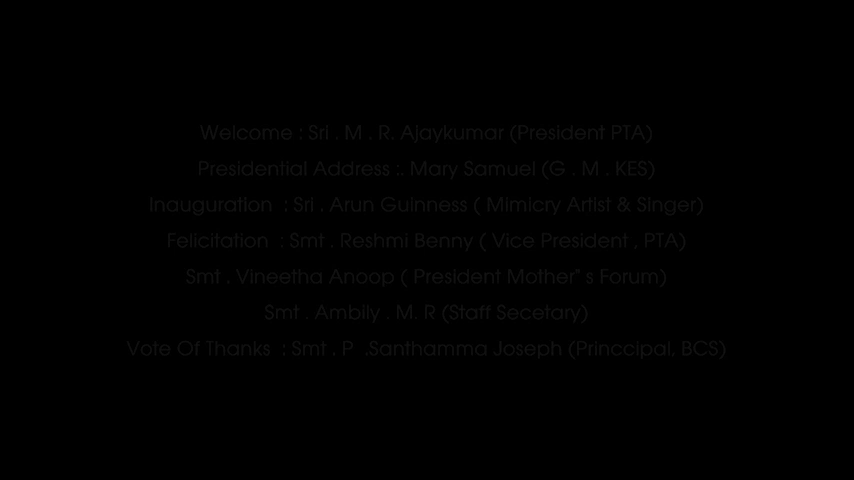 Welcome : Sri . M . R. Ajaykumar (President PTA)
Presidential Address :. Mary Samuel (G . M . KES)
Inauguration : Sri . Arun Guinness ( Mimicry Artist & Singer)
Felicitation : Smt . Reshmi Benny ( Vice President , PTA)
Smt . Vineetha Anoop ( President Mother" s Forum)
Smt . Ambily . M. R (Staff Secetary)
Vote Of Thanks : Smt . P .Santhamma Joseph (Princcipal, BCS)